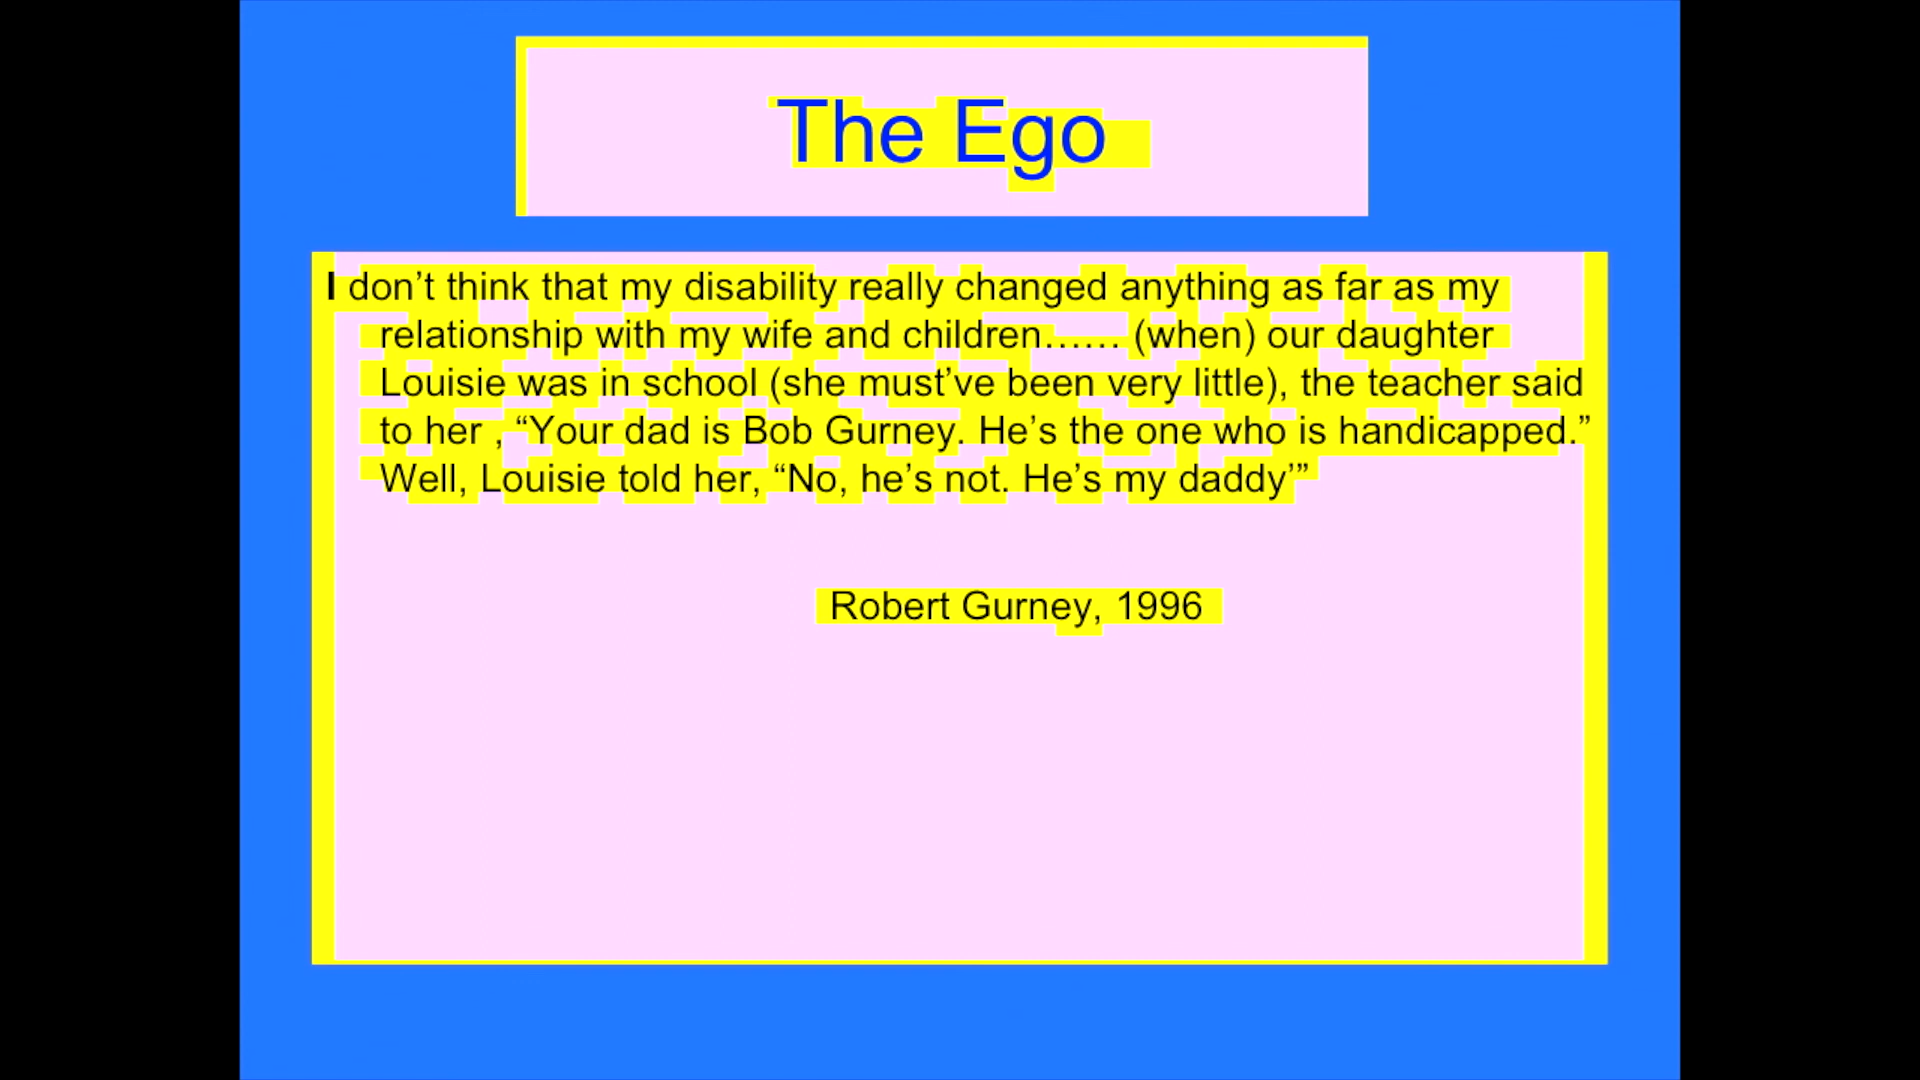 The Ego
I don’t think that my disability really changed anything as far as my
relationship with my wife and children…… (when) our daughter
Louisie was in school (she must’ve been very little), the teacher said
to her , “Your dad is Bob Gurney. He’s the one who is handicapped.”
Well, Louisie told her, “No, he’s not. He’s my daddy’”
Robert Gurney, 1996